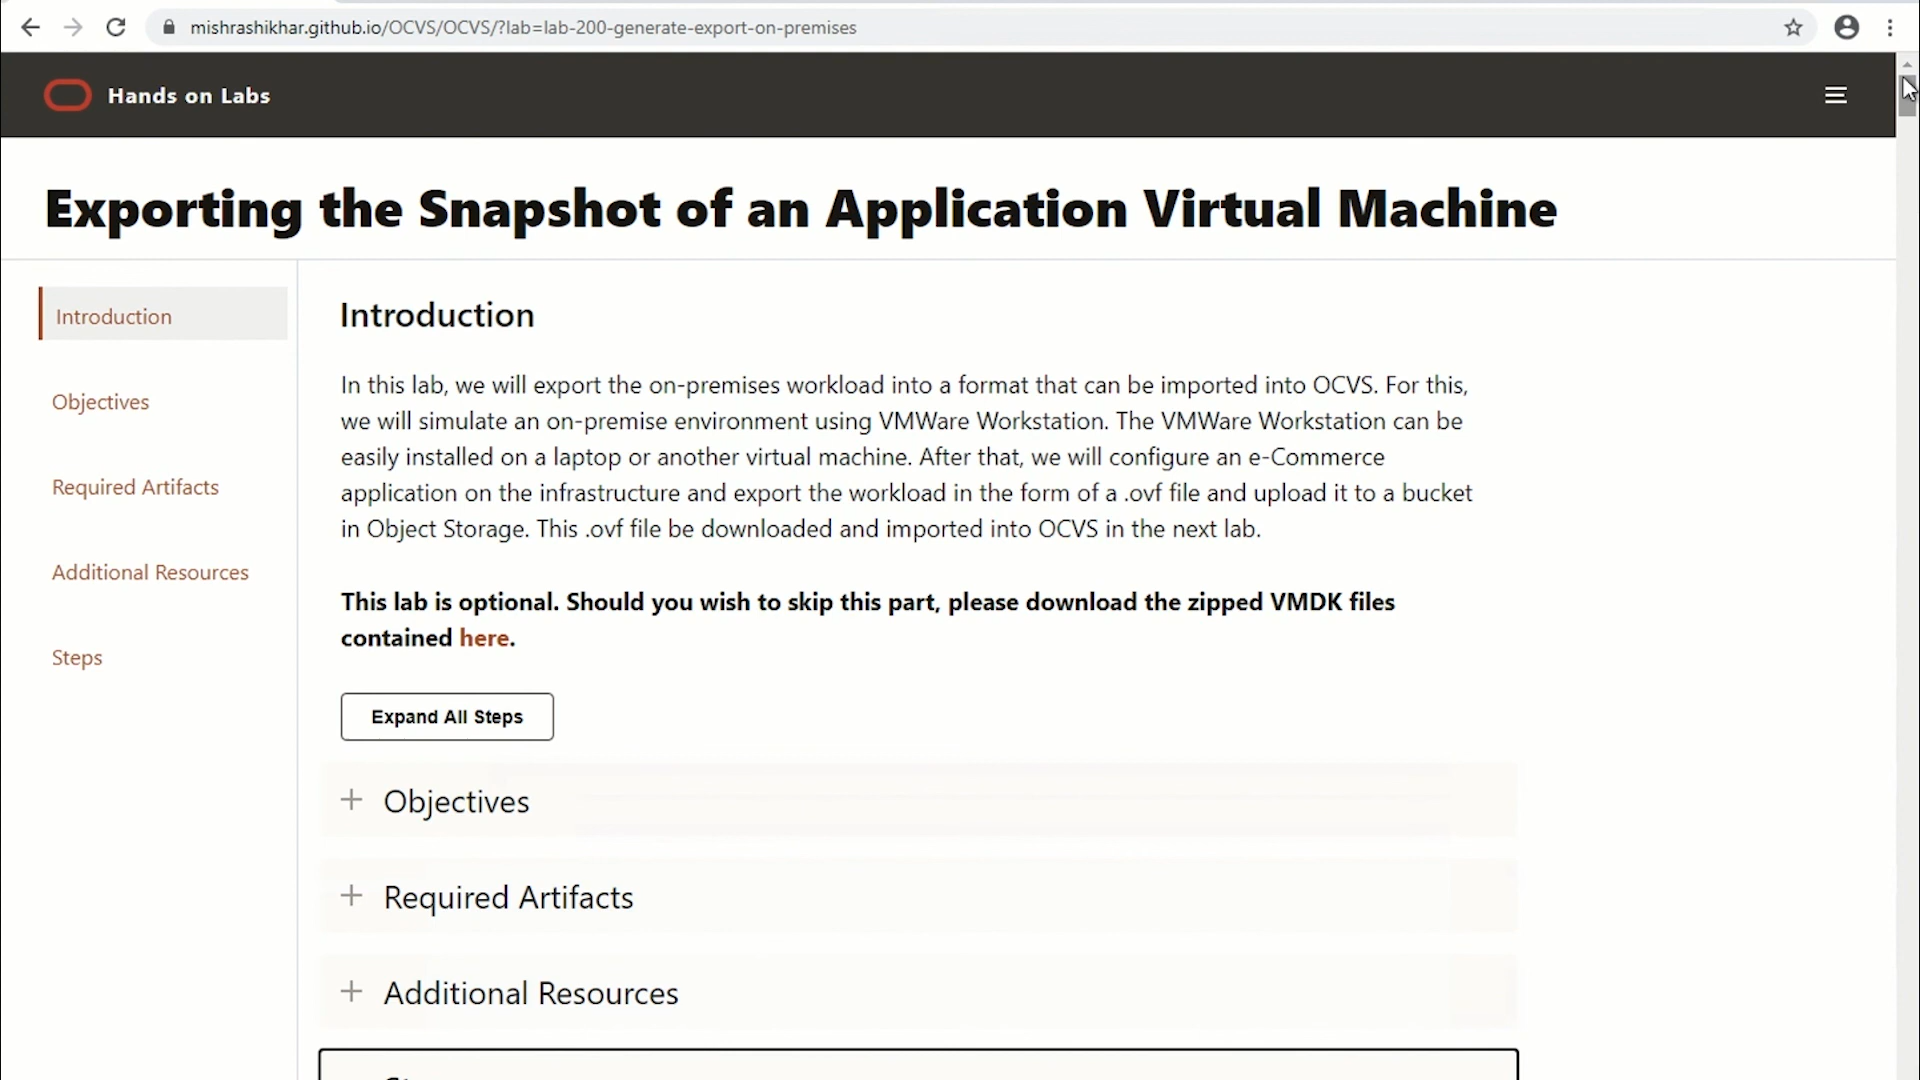 mishrashikhar.github.io/OCVS/OCVS/?lab=lab-200-generate-export-on-premises
Hands on Labs
Exporting the Snapshot of an Application Virtual Machine
Introduction
Objectives
Required Artifacts
Additional Resources
Steps
Introduction
In this lab, we will export the on-premises workload into a format that can be imported into OCVS. For this,
we will simulate an on-premise environment using VMWare Workstation. The VMWare Workstation can be
easily installed on a laptop or another virtual machine. After that, we will configure an e-Commerce
application on the infrastructure and export the workload in the form of a .ovf file and upload it to a bucket
in Object Storage. This .ovf file be downloaded and imported into OCVS in the next lab.
This lab is optional. Should you wish to skip this part, please download the zipped VMDK files
contained here.
Expand All Steps
+ Objectives
+ Required Artifacts
+ Additional Resources